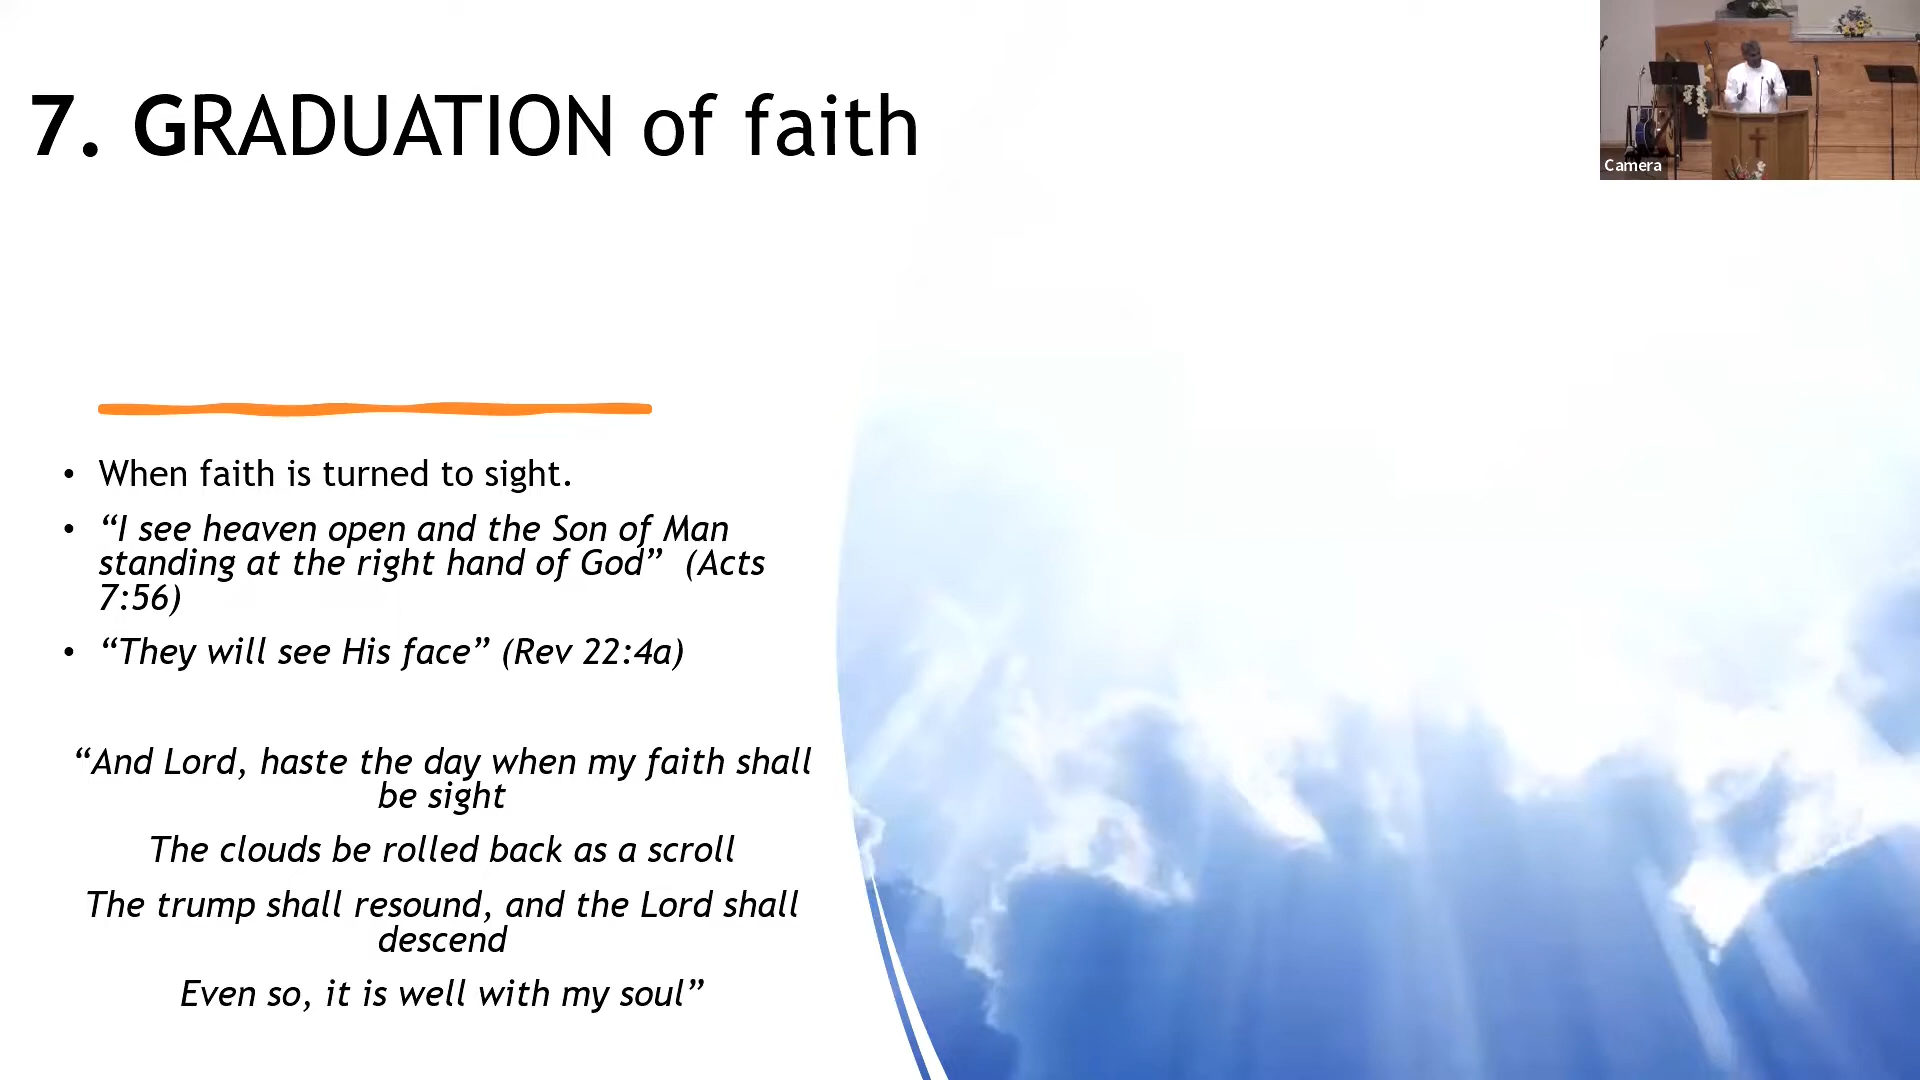 7. GRADUATION of faith
Camera
• When faith is turned to sight.
• “I see heaven open and the Son of Man
standing at the right hand of God”  (Acts
7:56)
• “They will see His face” (Rev 22:4a)
“And Lord, haste the day when my faith shall
be sight
The clouds be rolled back as a scroll
The trump shall resound, and the Lord shall
descend
Even so, it is well with my soul”